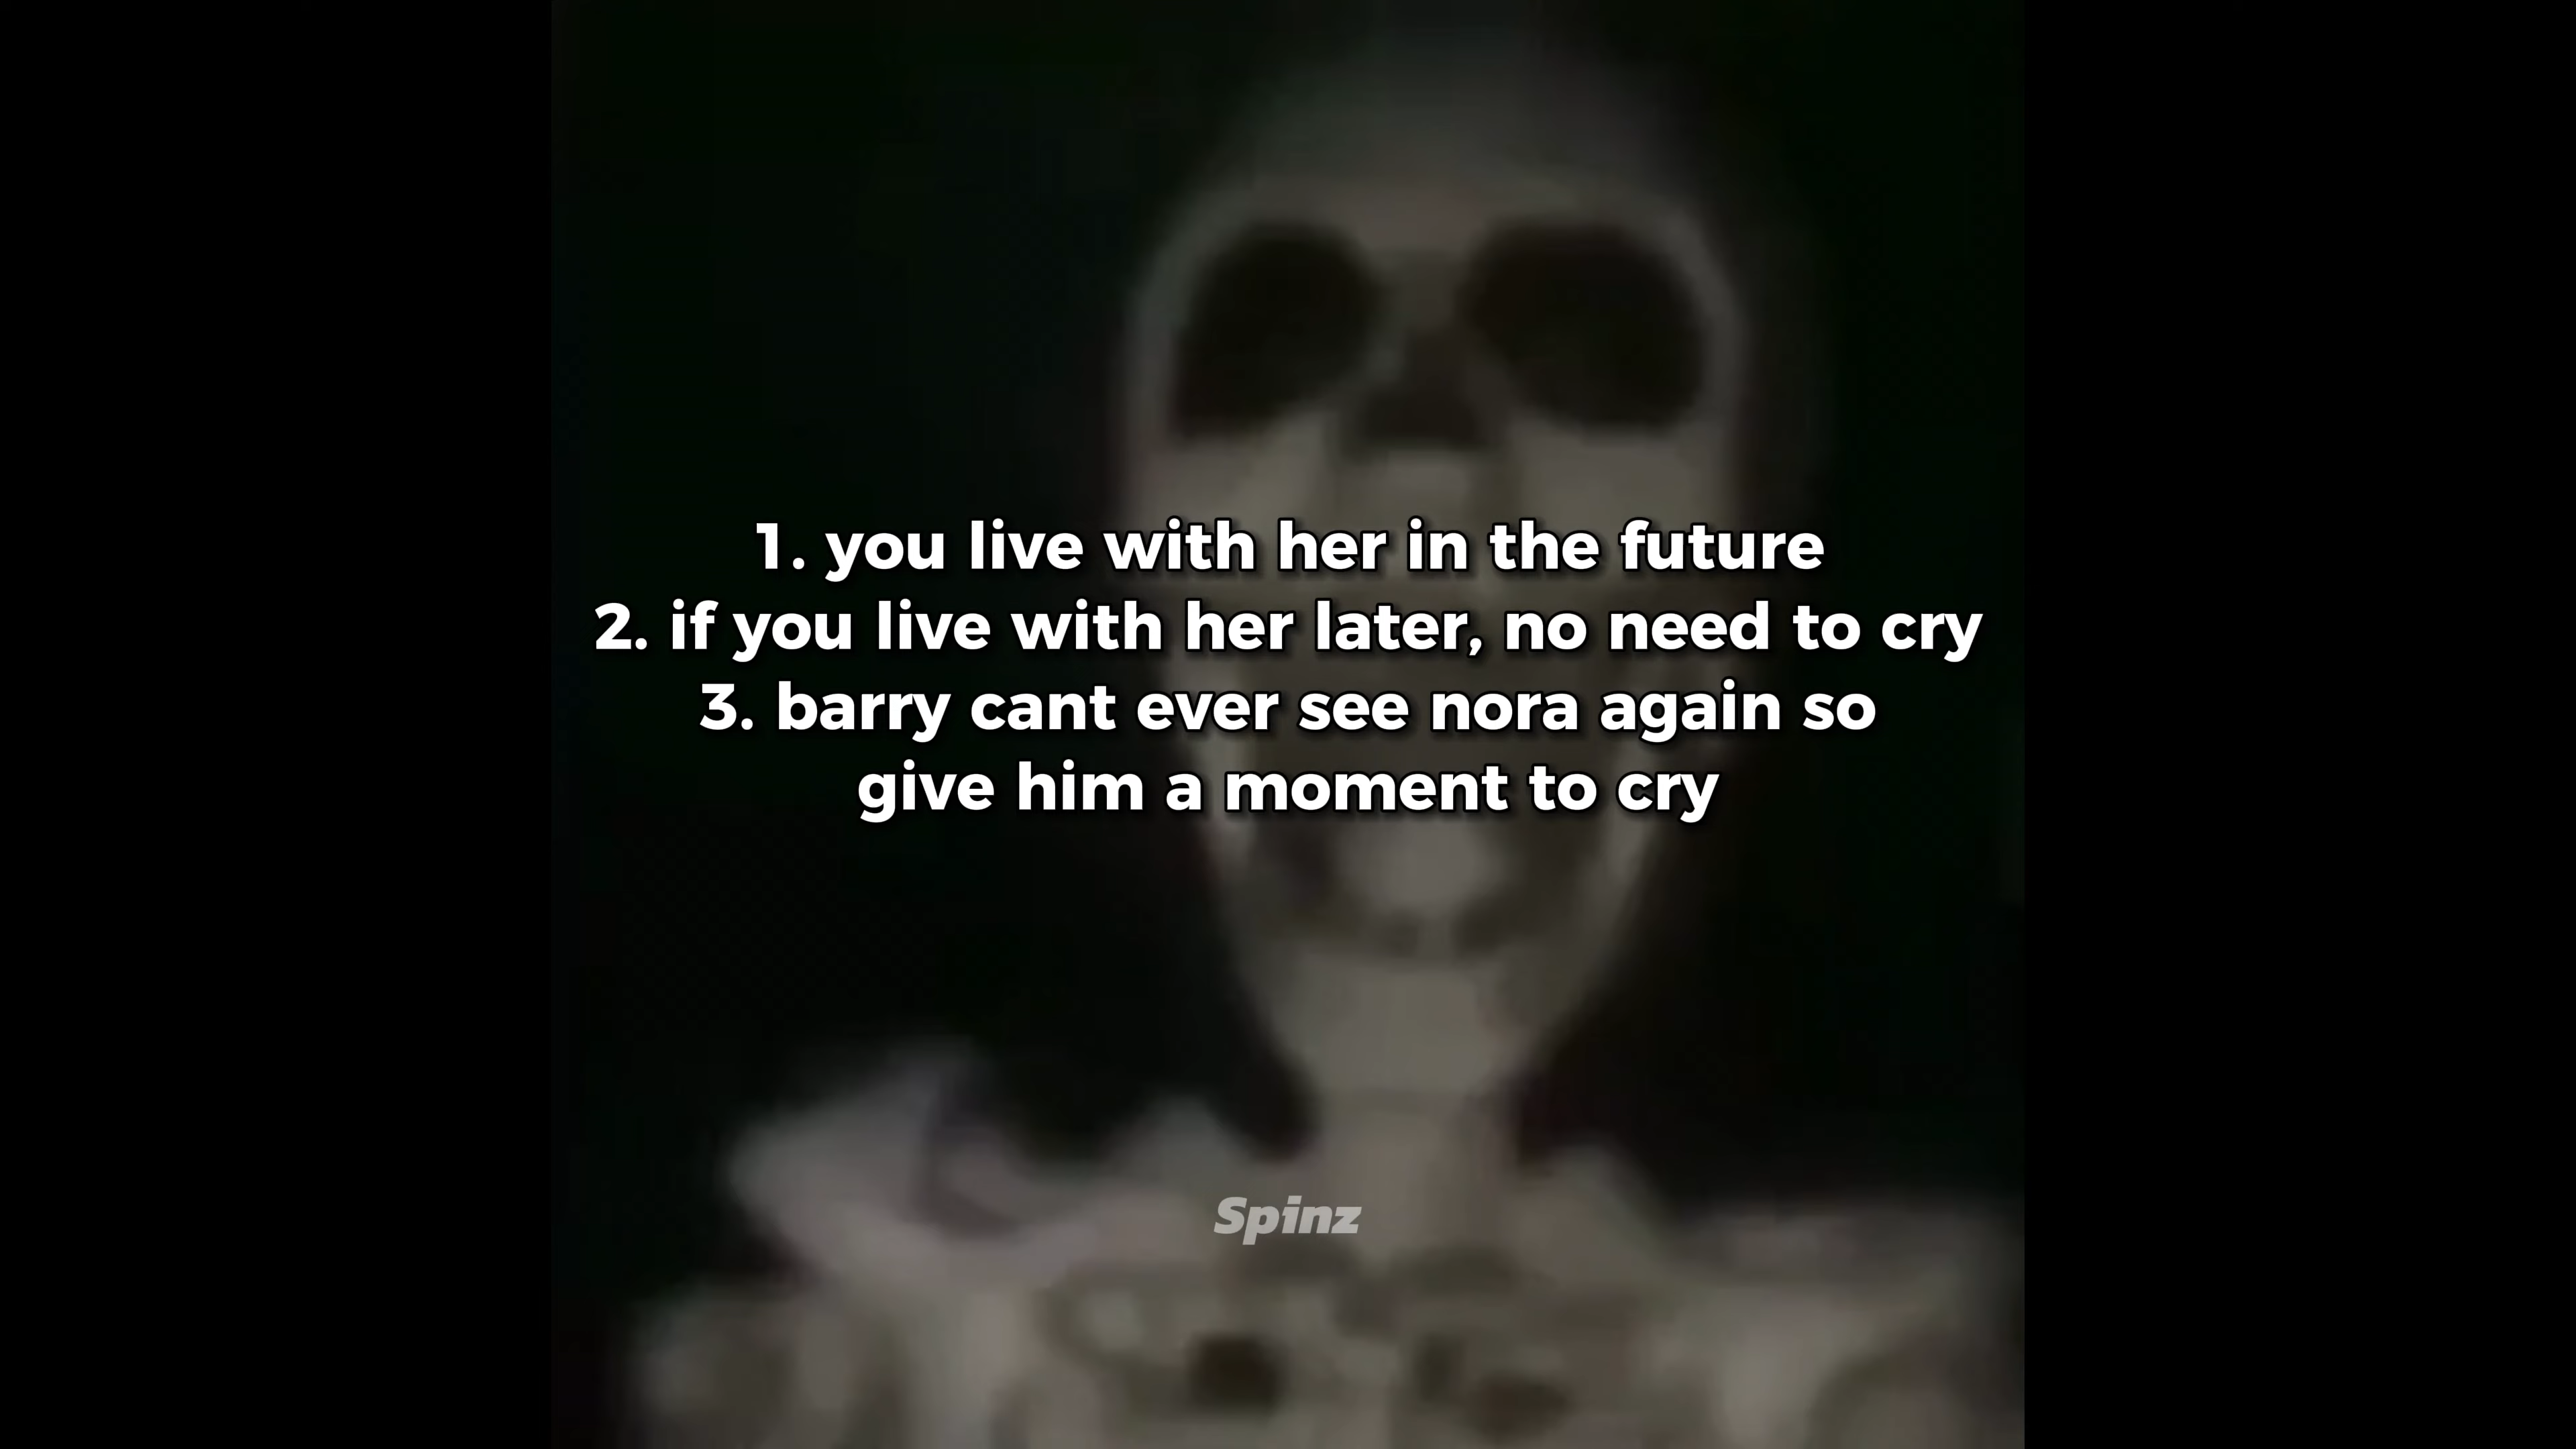 1. you live with her in the future
2. if you live with her later, no need to cry
3. barry cant ever see nora again so
give him a moment to cry
Spinz